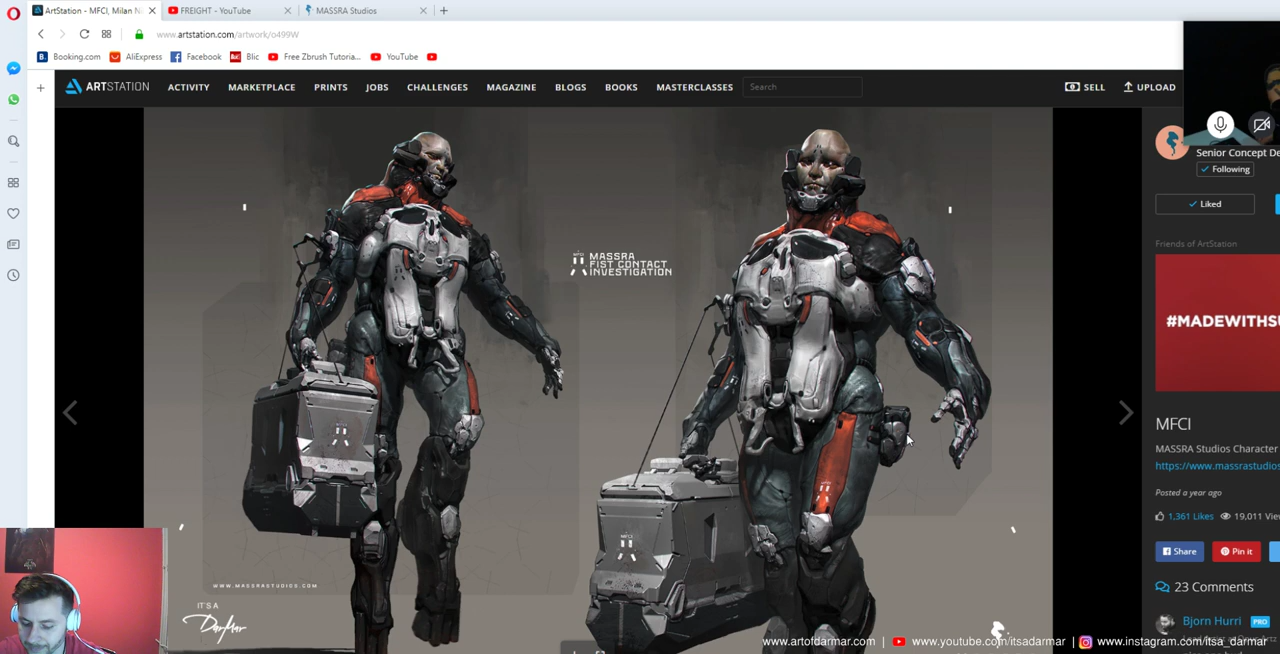 ArtStation - MFCI, Milan N
FREIGHT - YouTube
MASSRA Studios
www.artstation.com/artwork/o499W
Booking.com
AliExpress
Facebook
Blic
Free Zbrush Tutoria...
YouTube
ARTSTATION
ACTIVITY
MARKETPLACE
PRINTS
JOBS
CHALLENGES
MAGAZINE
BLOGS
BOOKS
MASTERCLASSES
Search
SELL
UPLOAD
Senior Concept De
Following
Liked
Friends of ArtStation
#MADEWITHSU
MASSRA
FIST CONTACT
INVESTIGATION
MFCI
MASSRA Studios Character
https://www.massrastudios
Posted a year ago
1,361 Likes 19,011 View
Share
Pin it
23 Comments
Bjorn Hurri PRO
WWW.MASSRASTUDIOS.COM
IT'S A
DarMar
www.artofdarmar.com | www.youtube.com/itsadarmar | www.instagram.com/itsa_darmar